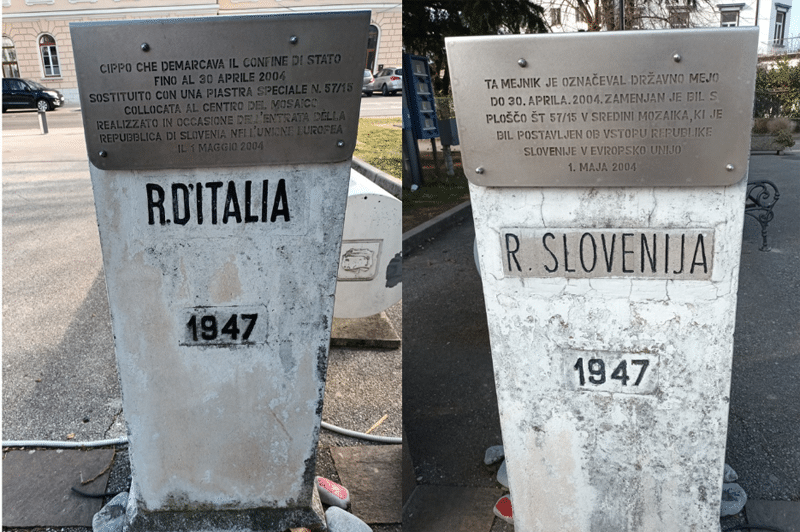 CIPPO CHE DEMARCAVA IL CONFINE DI STATO
FINO AL 30 APRILE 2004
SOSTITUITO CON UNA PIASTRA SPECIALE N. 57/15
COLLOCATA AL CENTRO DEL MOSAICO
REALIZZATO IN OCCASIONE DELL'ENTRATA DELLA
REPUBBLICA DI SLOVENIA NELL'UNIONE EUROPEA
IL 1 MAGGIO 2004
R.D'ITALIA
1947
TA MEJNIK JE OZNAČEVAL DRŽAVNO MEJO
DO 30. APRILA. 2004. ZAMENJAN JE BIL S
PLOŠČO ŠT 57/15 V SREDINI MOZAIKA, KI JE
BIL POSTAVLJEN OB VSTOPU REPUBLIKE
SLOVENIJE V EVROPSKO UNIJO
1. MAJA 2004
R. SLOVENIJA
1947